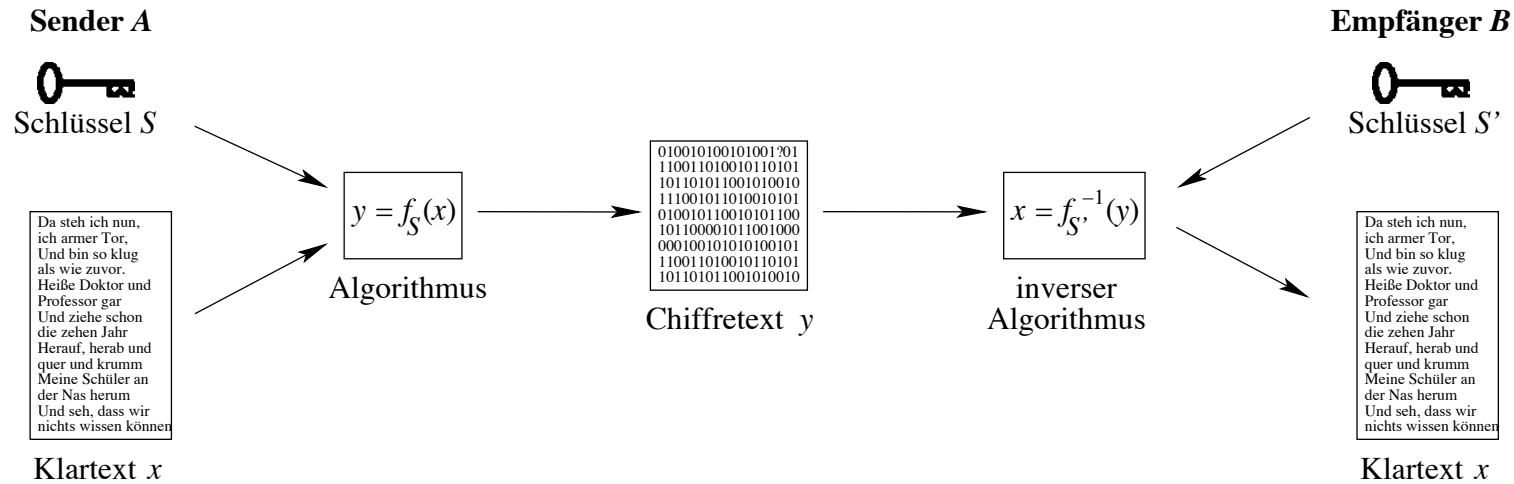 Sender A
Empfänger B
Schlüssel S
Schlüssel S'
Da steh ich nun,
ich armer Tor,
Und bin so klug
als wie zuvor.
Heiße Doktor und
Professor gar
Und ziehe schon
die zehen Jahr
Herauf, herab und
quer und krumm
Meine Schüler an
der Nas herum
Und seh, dass wir
nichts wissen können
Klartext x
y = f_S(x)
Algorithmus
010010100101001?01
110011010010110101
101101011001010010
111001011010010101
010010110010101100
101100001011001000
000100101010100101
110011010010110101
101101011001010010
Chiffretext y
x = f_S'^-1(y)
inverser
Algorithmus
Da steh ich nun,
ich armer Tor,
Und bin so klug
als wie zuvor.
Heiße Doktor und
Professor gar
Und ziehe schon
die zehen Jahr
Herauf, herab und
quer und krumm
Meine Schüler an
der Nas herum
Und seh, dass wir
nichts wissen können
Klartext x